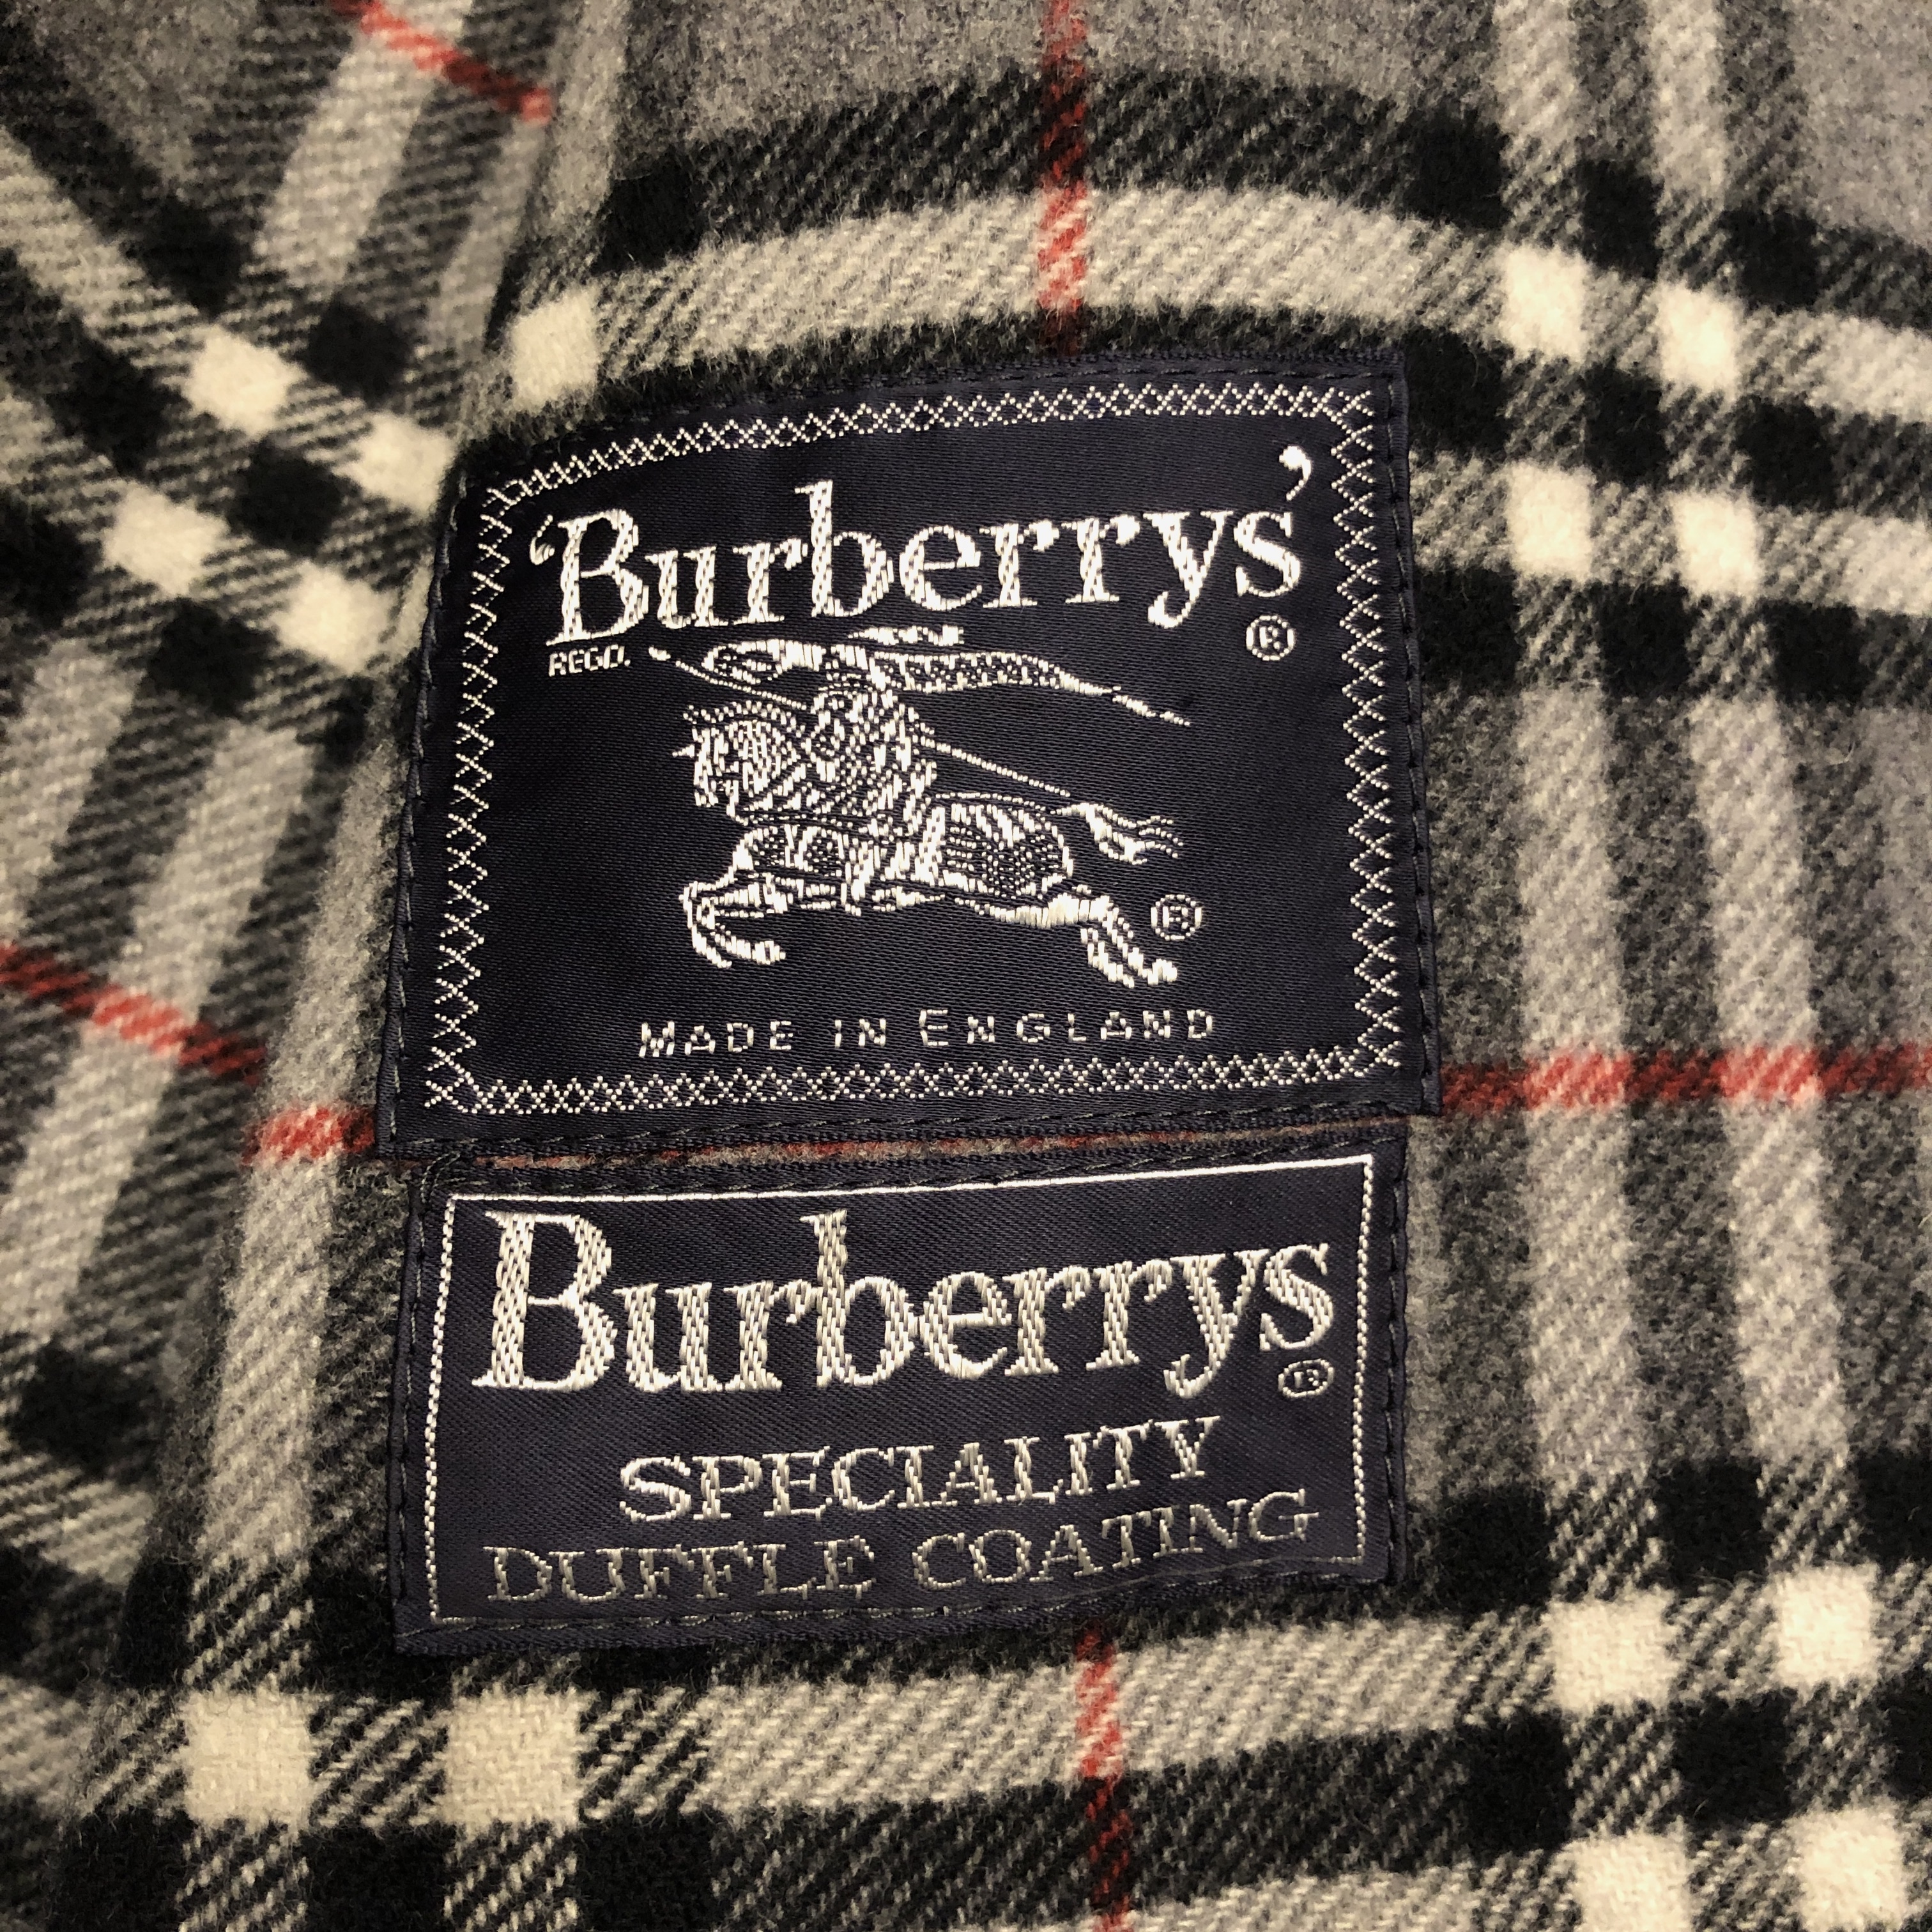 ‘Burberrys’
®
REGD.
®
MADE IN ENGLAND
Burberrys
®
SPECIALITY
DUFFLE COATING